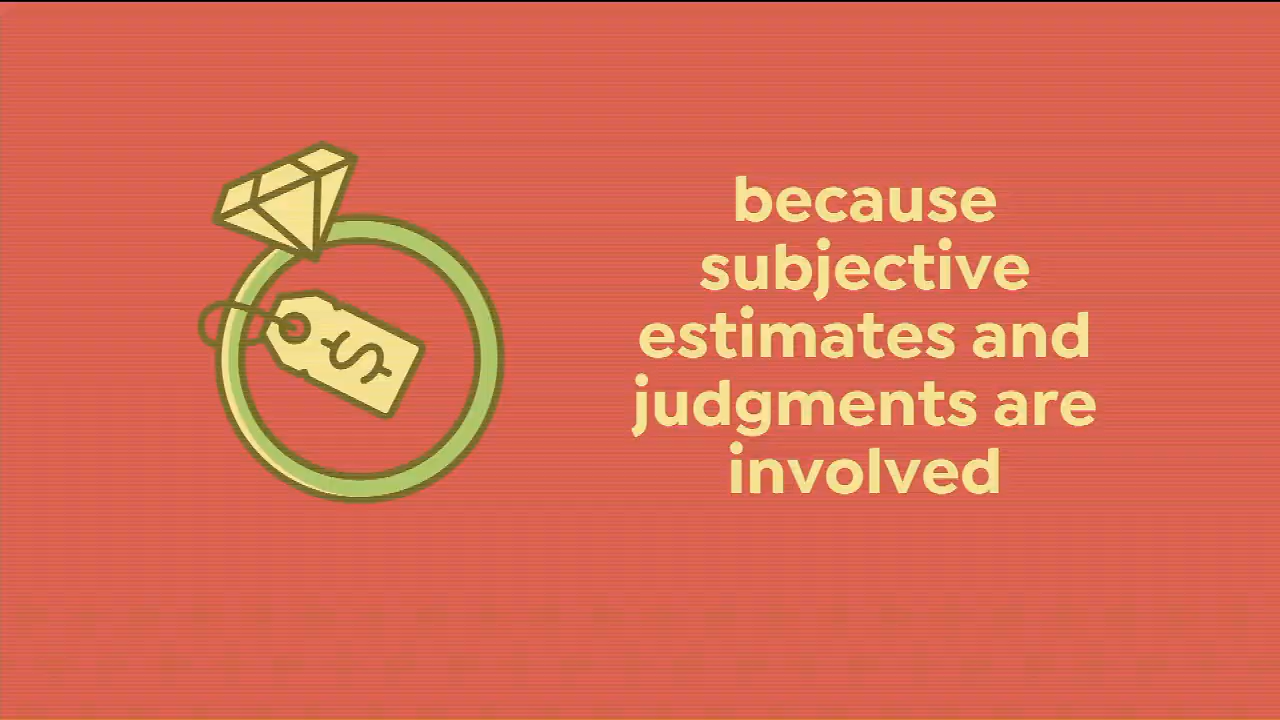 $
because
subjective
estimates and
judgments are
involved